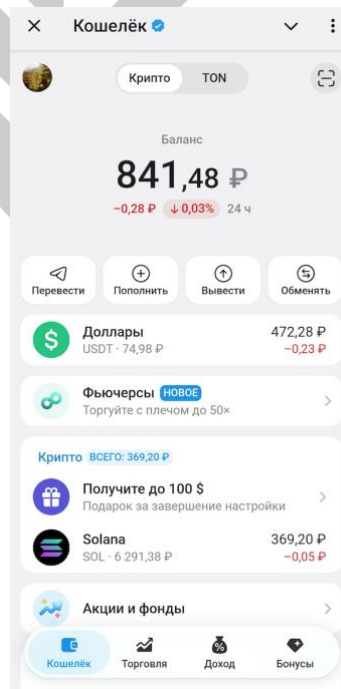 Кошелёк
Крипто TON
Баланс
841,48 ₽
−0,28 ₽ ↓0,03% 24 ч
Перевести Пополнить Вывести Обменять
Доллары 472,28 ₽
USDT · 74,98 ₽ −0,23 ₽
Фьючерсы НОВОЕ
Торгуйте с плечом до 50×
Крипто ВСЕГО: 369,20 ₽
Получите до 100 $
Подарок за завершение настройки
Solana 369,20 ₽
SOL · 6 291,38 ₽ −0,05 ₽
Акции и фонды
Кошелёк Торговля Доход Бонусы